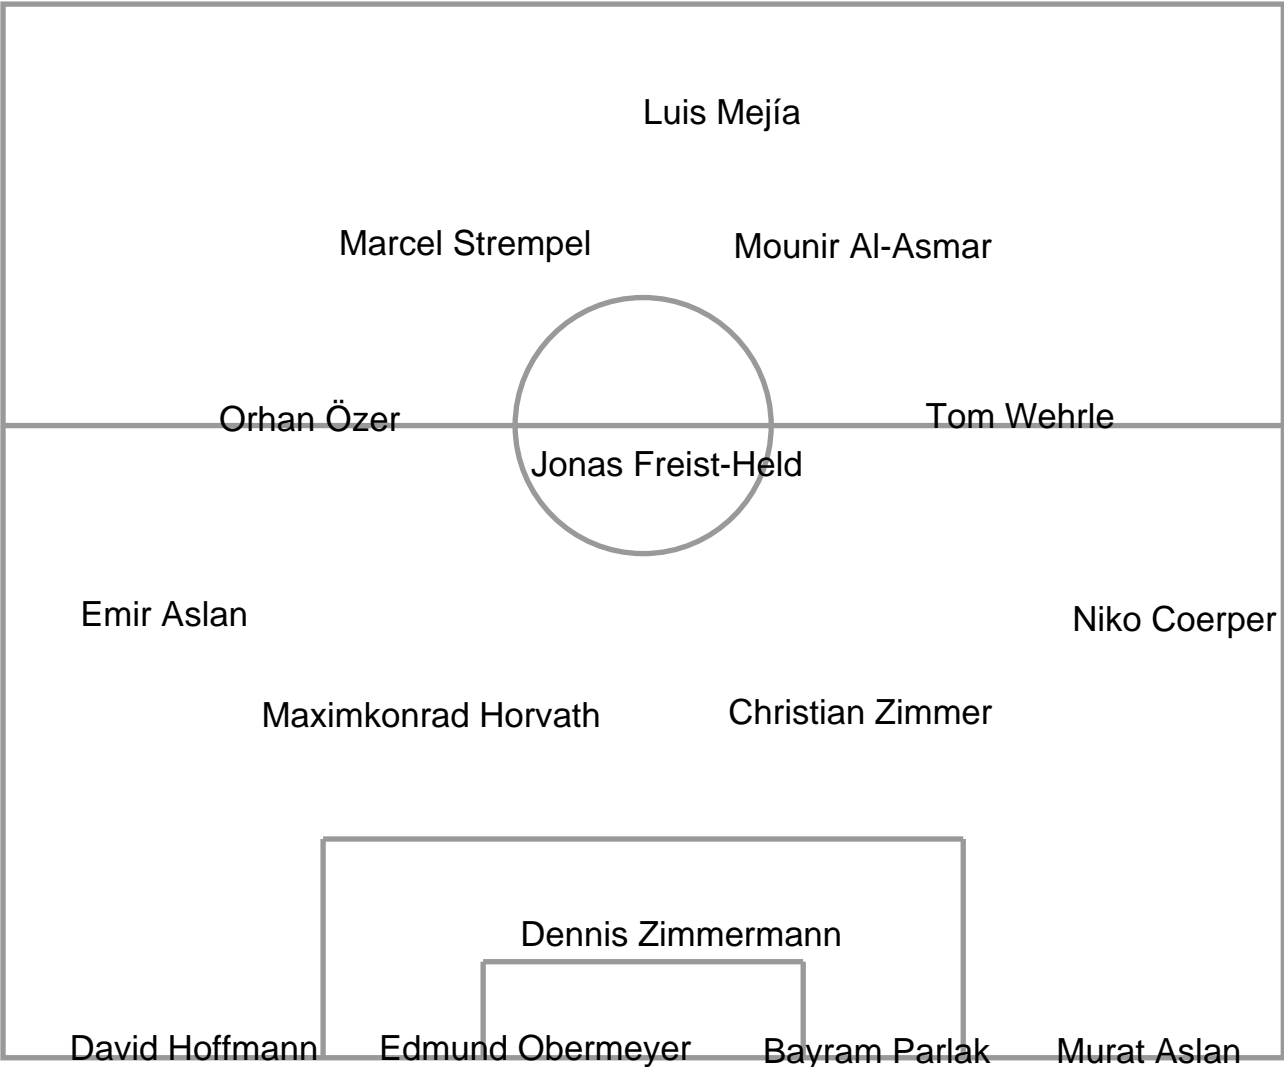 Luis Mejía
Marcel Strempel
Mounir Al-Asmar
Orhan Özer
Tom Wehrle
Jonas Freist-Held
Emir Aslan
Niko Coerper
Maximkonrad Horvath
Christian Zimmer
Dennis Zimmermann
David Hoffmann
Edmund Obermeyer
Bayram Parlak
Murat Aslan